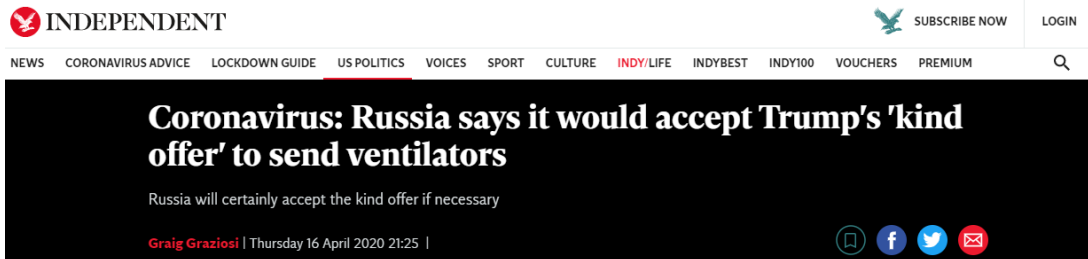 INDEPENDENT
SUBSCRIBE NOW
LOGIN
NEWS CORONAVIRUS ADVICE LOCKDOWN GUIDE US POLITICS VOICES SPORT CULTURE INDY/LIFE INDYBEST INDY100 VOUCHERS PREMIUM
Coronavirus: Russia says it would accept Trump's 'kind
offer' to send ventilators
Russia will certainly accept the kind offer if necessary
Graig Graziosi | Thursday 16 April 2020 21:25 |